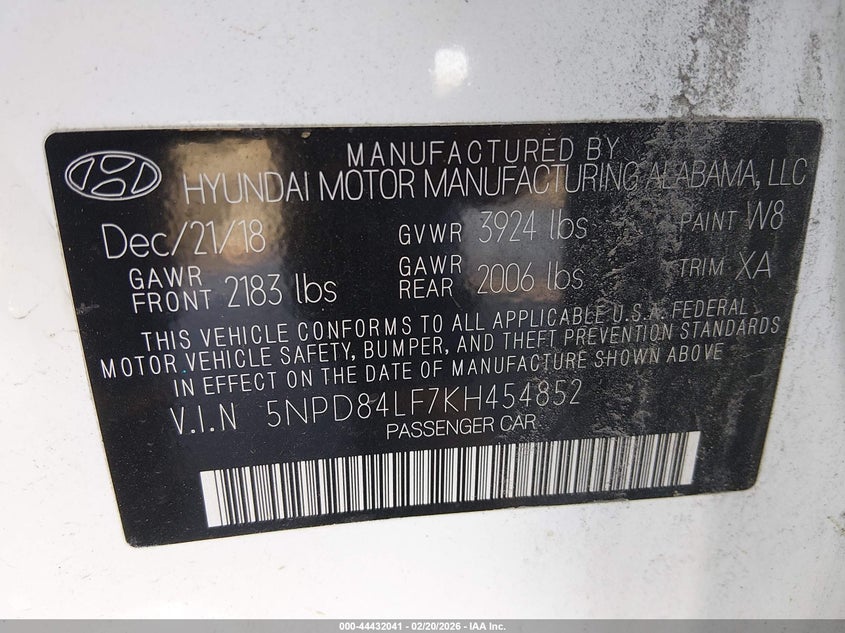 MANUFACTURED BY
HYUNDAI MOTOR MANUFACTURING ALABAMA, LLC
Dec/21/18 GVWR 3924 lbs PAINT W8
GAWR FRONT 2183 lbs GAWR REAR 2006 lbs TRIM XA
THIS VEHICLE CONFORMS TO ALL APPLICABLE U.S.A. FEDERAL
MOTOR VEHICLE SAFETY, BUMPER, AND THEFT PREVENTION STANDARDS
IN EFFECT ON THE DATE OF MANUFACTURE SHOWN ABOVE
V.I.N 5NPD84LF7KH454852
PASSENGER CAR
000-44432041 - 02/20/2026 - IAA Inc.